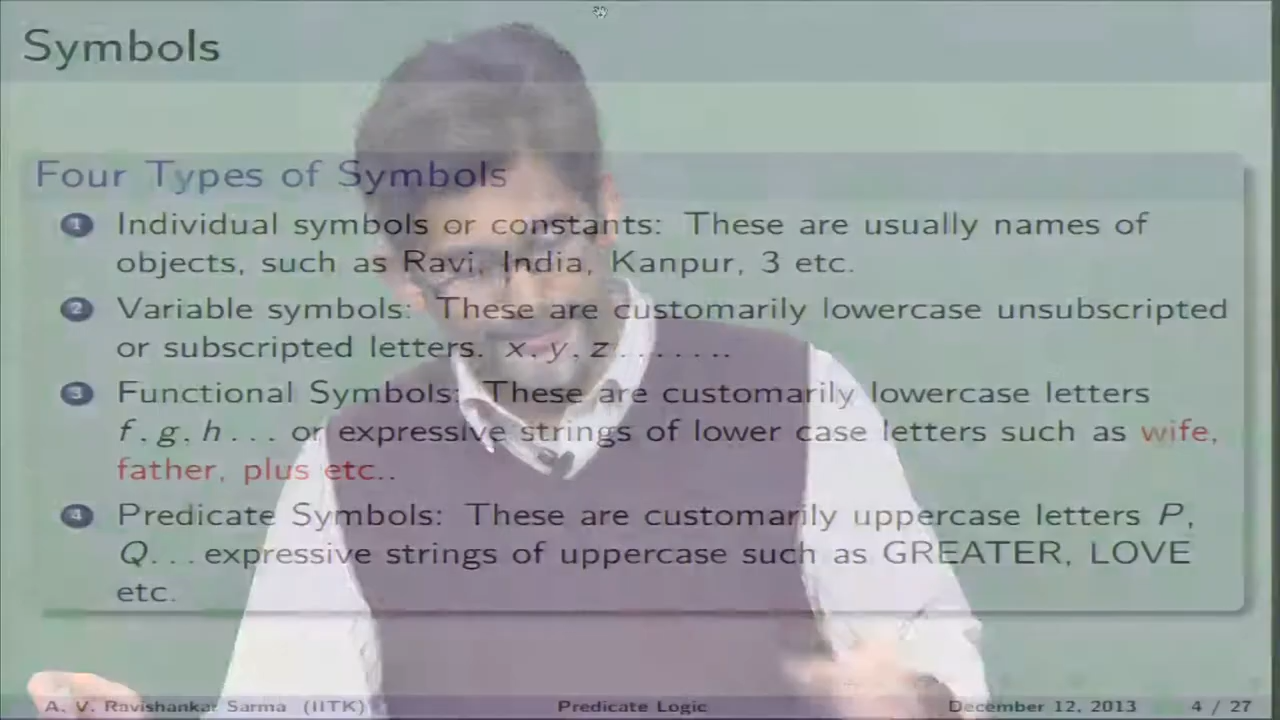 Symbols
Four Types of Symbols
1 Individual symbols or constants: These are usually names of
objects, such as Ravi, India, Kanpur, 3 etc.
2 Variable symbols: These are customarily lowercase unsubscripted
or subscripted letters. x, y, z .......
3 Functional Symbols: These are customarily lowercase letters
f, g, h ... or expressive strings of lower case letters such as wife,
father, plus etc..
4 Predicate Symbols: These are customarily uppercase letters P,
Q... expressive strings of uppercase such as GREATER, LOVE
etc.
A. V. Ravishankar Sarma (IITK) Predicate Logic December 12, 2013 4 / 27